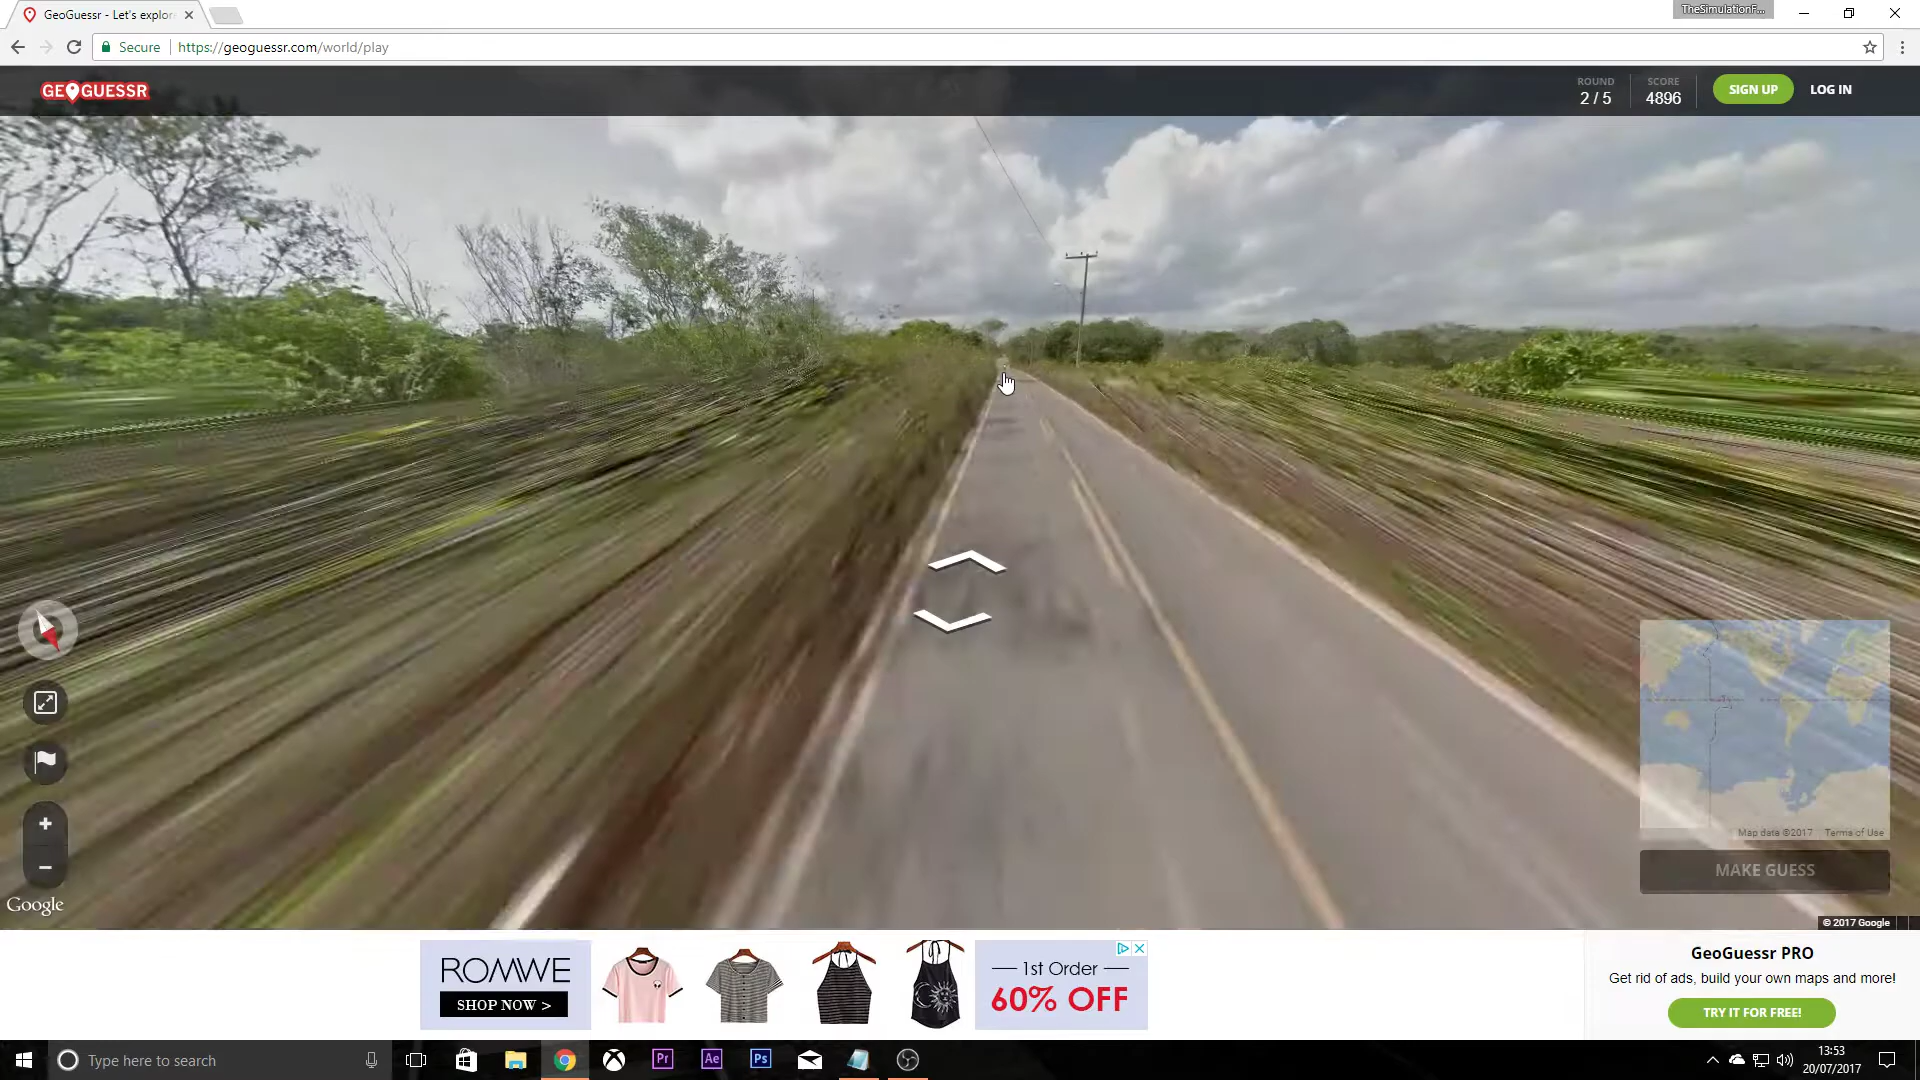 GeoGuessr - Let's explor
TheSimulationF...
Secure
https://geoguessr.com/world/play
GEOGUESSR
ROUND
2 / 5
SCORE
4896
SIGN UP
LOG IN
Map data ©2017
Terms of Use
MAKE GUESS
Google
© 2017 Google
ROMWE
SHOP NOW >
1st Order
60% OFF
GeoGuessr PRO
Get rid of ads, build your own maps and more!
TRY IT FOR FREE!
Type here to search
Pr
Ae
Ps
13:53
20/07/2017